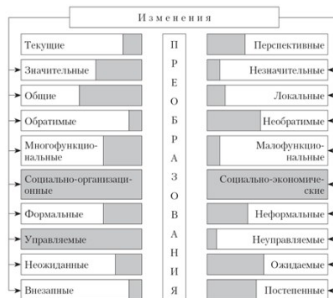 Изменения
Текущие
Значительные
Общие
Обратимые
Многофункцио-
нальные
Социально-организаци-
онные
Формальные
Управляемые
Неожиданные
Внезапные
П
Р
Е
О
Б
Р
А
З
О
В
А
Н
И
Я
Перспективные
Незначительные
Локальные
Необратимые
Малофункцио-
нальные
Социально-экономиче-
ские
Неформальные
Неуправляемые
Ожидаемые
Постепенные